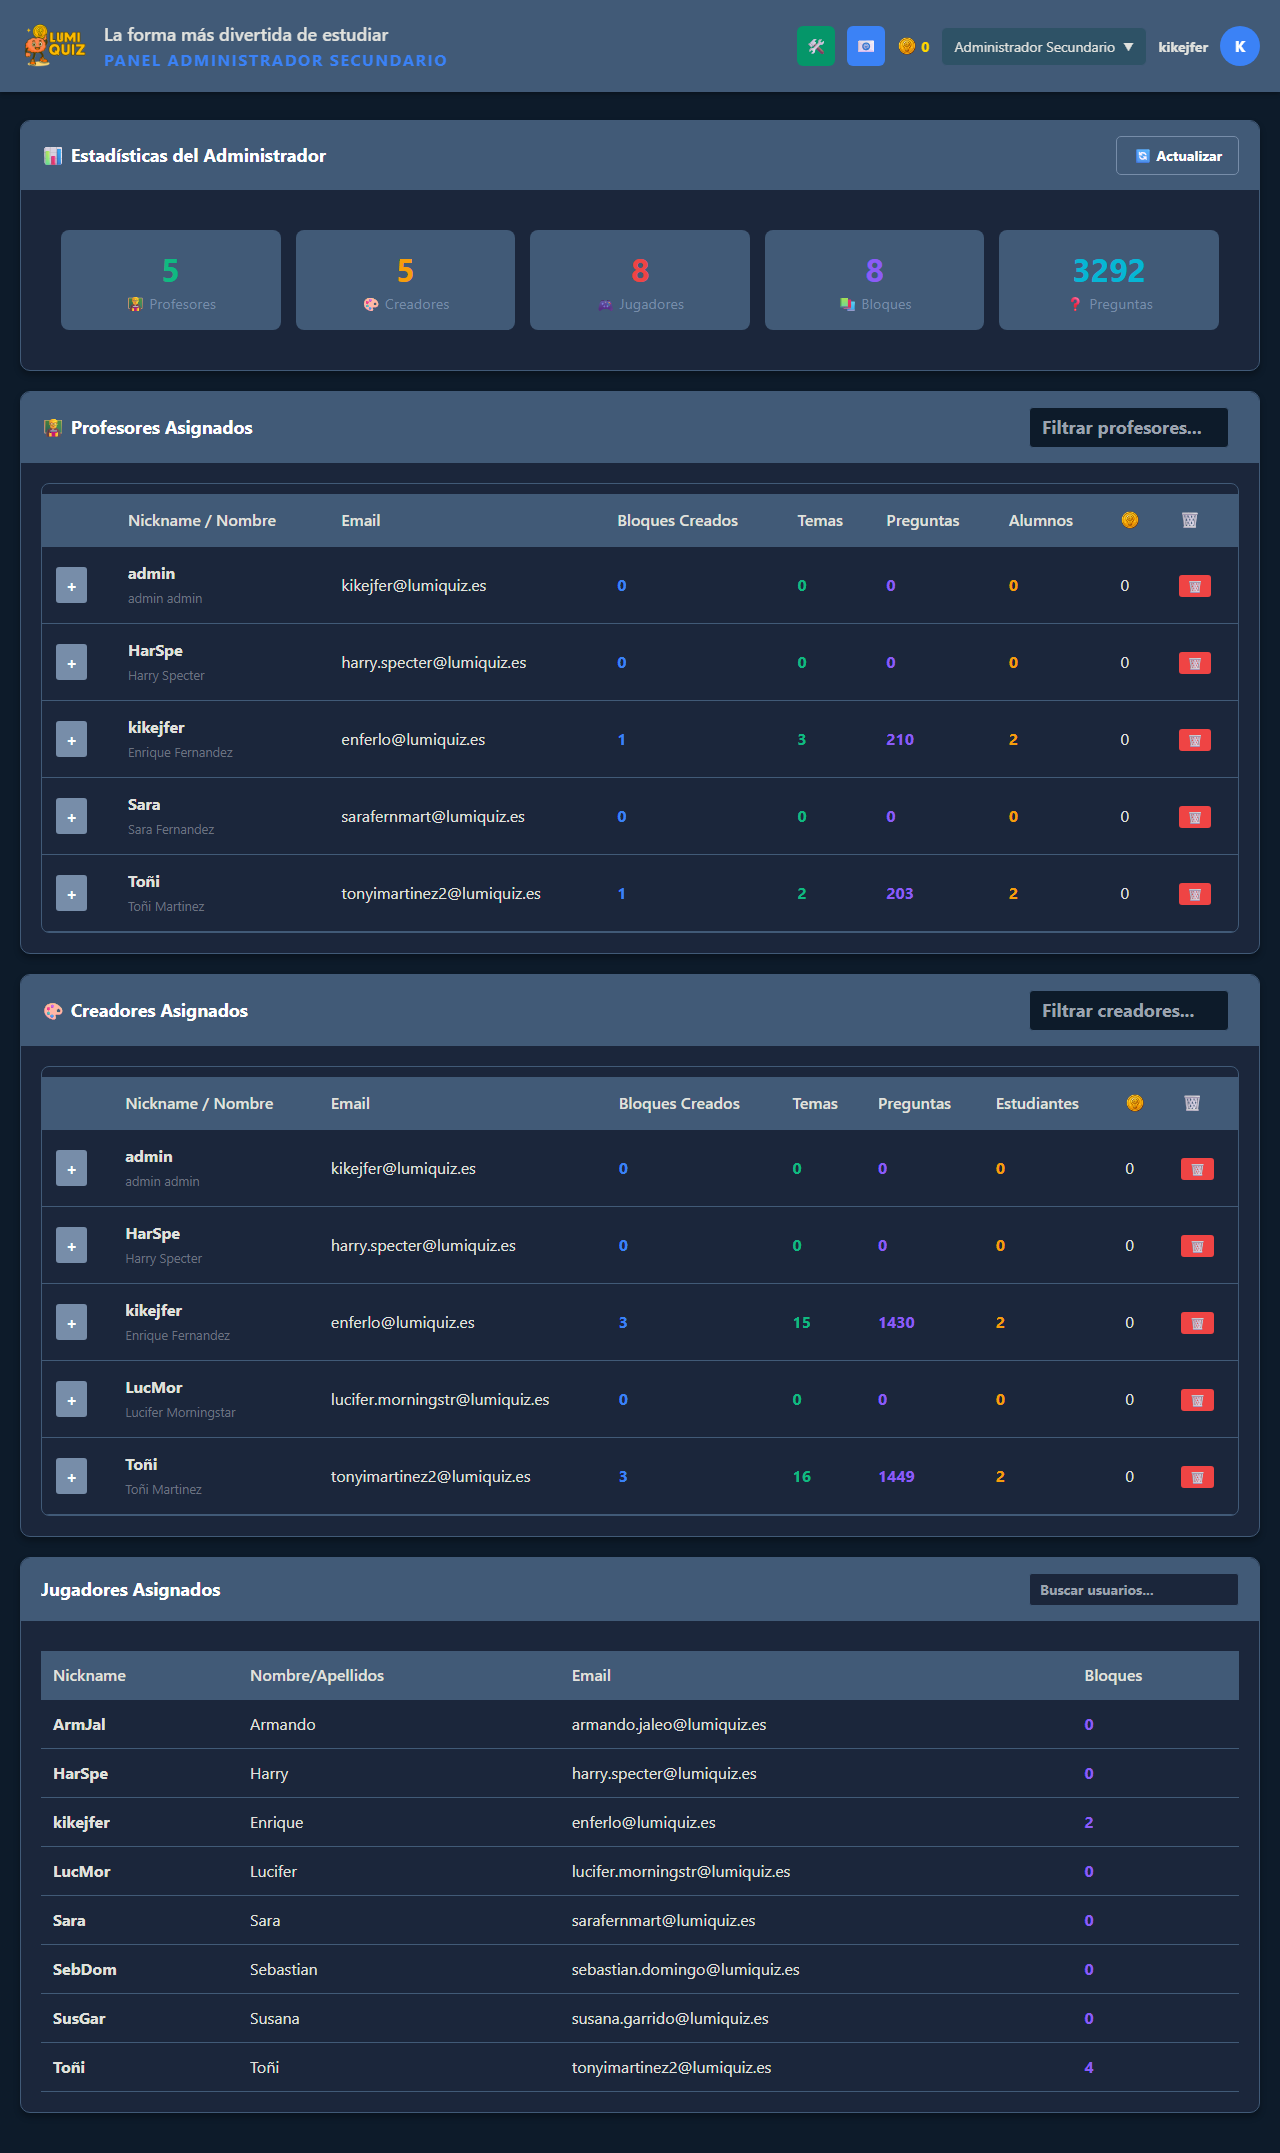 LUMI QUIZ
La forma más divertida de estudiar
PANEL ADMINISTRADOR SECUNDARIO
0
Administrador Secundario ▼
kikejfer
K
Estadísticas del Administrador
Actualizar
5
Profesores
5
Creadores
8
Jugadores
8
Bloques
3292
Preguntas
Profesores Asignados
Filtrar profesores...
Nickname / Nombre Email Bloques Creados Temas Preguntas Alumnos
+ admin kikejfer@lumiquiz.es 0 0 0 0 0
admin admin
+ HarSpe harry.specter@lumiquiz.es 0 0 0 0 0
Harry Specter
+ kikejfer enferlo@lumiquiz.es 1 3 210 2 0
Enrique Fernandez
+ Sara sarafernmart@lumiquiz.es 0 0 0 0 0
Sara Fernandez
+ Toñi tonyimartinez2@lumiquiz.es 1 2 203 2 0
Toñi Martinez
Creadores Asignados
Filtrar creadores...
Nickname / Nombre Email Bloques Creados Temas Preguntas Estudiantes
+ admin kikejfer@lumiquiz.es 0 0 0 0 0
admin admin
+ HarSpe harry.specter@lumiquiz.es 0 0 0 0 0
Harry Specter
+ kikejfer enferlo@lumiquiz.es 3 15 1430 2 0
Enrique Fernandez
+ LucMor lucifer.morningstr@lumiquiz.es 0 0 0 0 0
Lucifer Morningstar
+ Toñi tonyimartinez2@lumiquiz.es 3 16 1449 2 0
Toñi Martinez
Jugadores Asignados
Buscar usuarios...
Nickname Nombre/Apellidos Email Bloques
ArmJal Armando armando.jaleo@lumiquiz.es 0
HarSpe Harry harry.specter@lumiquiz.es 0
kikejfer Enrique enferlo@lumiquiz.es 2
LucMor Lucifer lucifer.morningstr@lumiquiz.es 0
Sara Sara sarafernmart@lumiquiz.es 0
SebDom Sebastian sebastian.domingo@lumiquiz.es 0
SusGar Susana susana.garrido@lumiquiz.es 0
Toñi Toñi tonyimartinez2@lumiquiz.es 4